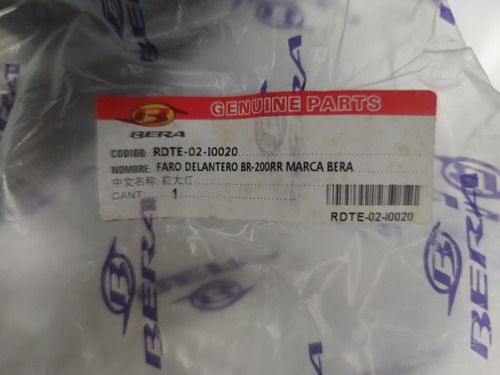 GENUINE PARTS
BERA
CODIGO: RDTE-02-I0020
NOMBRE: FARO DELANTERO BR-200RR MARCA BERA
中文名称: 前大灯
CANT: 1
RDTE-02-I0020
BERA
BERA
BERA